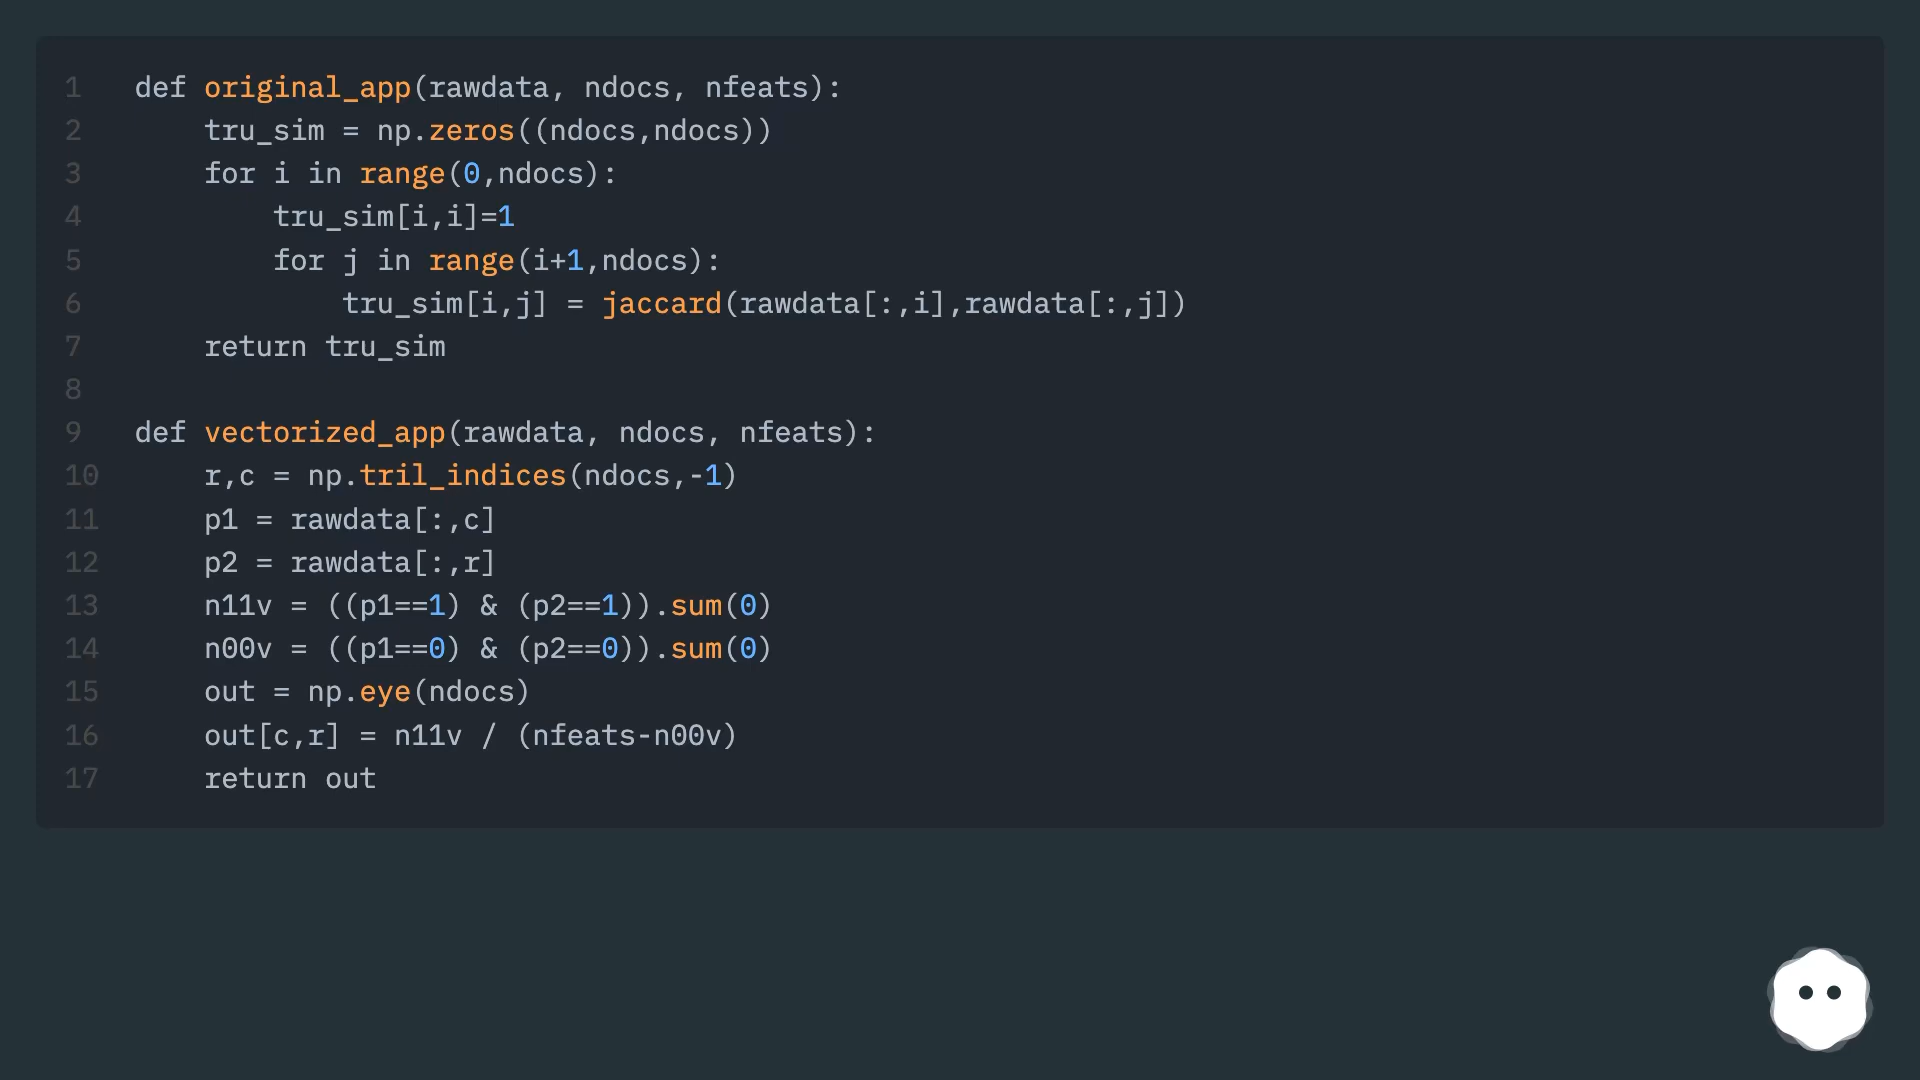 1 def original_app(rawdata, ndocs, nfeats):
2     tru_sim = np.zeros((ndocs,ndocs))
3     for i in range(0,ndocs):
4         tru_sim[i,i]=1
5         for j in range(i+1,ndocs):
6             tru_sim[i,j] = jaccard(rawdata[:,i],rawdata[:,j])
7     return tru_sim
8
9 def vectorized_app(rawdata, ndocs, nfeats):
10     r,c = np.tril_indices(ndocs,-1)
11     p1 = rawdata[:,c]
12     p2 = rawdata[:,r]
13     n11v = ((p1==1) & (p2==1)).sum(0)
14     n00v = ((p1==0) & (p2==0)).sum(0)
15     out = np.eye(ndocs)
16     out[c,r] = n11v / (nfeats-n00v)
17     return out